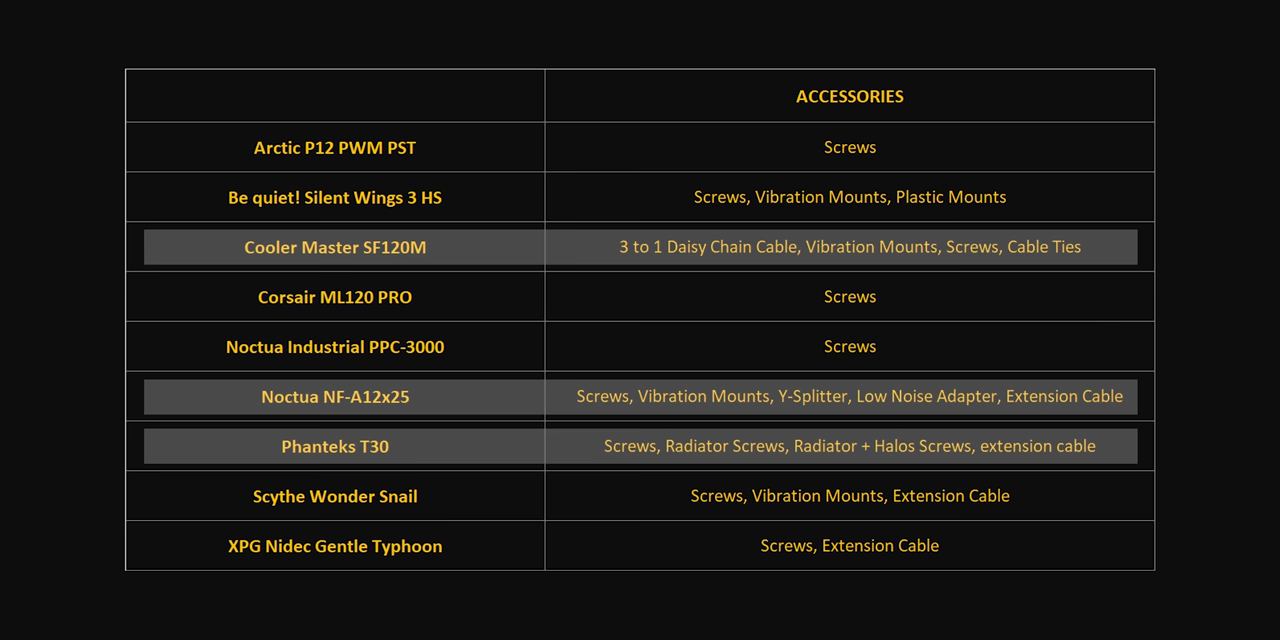 ACCESSORIES
Arctic P12 PWM PST Screws
Be quiet! Silent Wings 3 HS Screws, Vibration Mounts, Plastic Mounts
Cooler Master SF120M 3 to 1 Daisy Chain Cable, Vibration Mounts, Screws, Cable Ties
Corsair ML120 PRO Screws
Noctua Industrial PPC-3000 Screws
Noctua NF-A12x25 Screws, Vibration Mounts, Y-Splitter, Low Noise Adapter, Extension Cable
Phanteks T30 Screws, Radiator Screws, Radiator + Halos Screws, extension cable
Scythe Wonder Snail Screws, Vibration Mounts, Extension Cable
XPG Nidec Gentle Typhoon Screws, Extension Cable